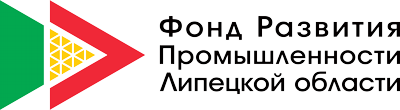 Фонд Развития
Промышленности
Липецкой области